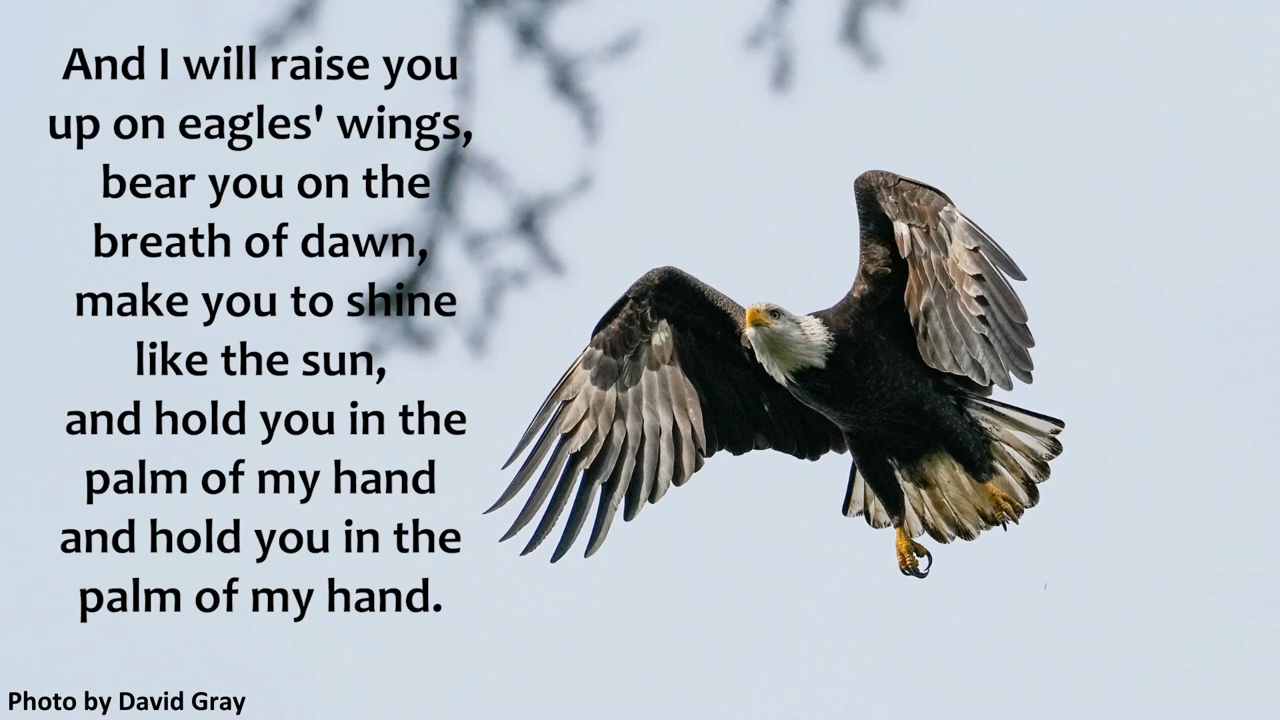 And I will raise you
up on eagles' wings,
bear you on the
breath of dawn,
make you to shine
like the sun,
and hold you in the
palm of my hand
and hold you in the
palm of my hand.
Photo by David Gray